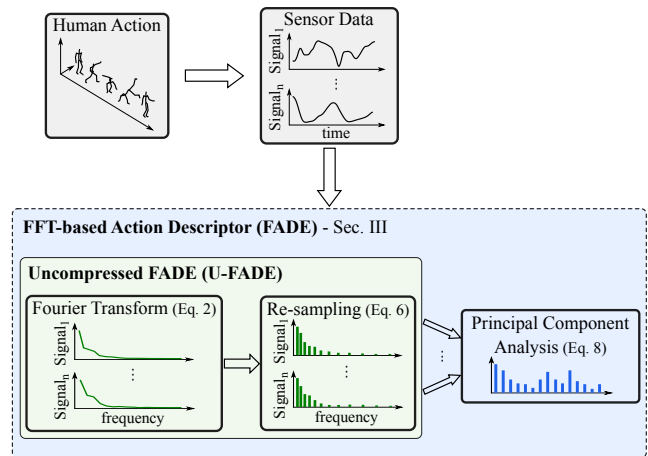 Human Action
Sensor Data
Signal1
⋮
Signaln
time
FFT-based Action Descriptor (FADE) - Sec. III
Uncompressed FADE (U-FADE)
Fourier Transform (Eq. 2)
Signal1
⋮
Signaln
frequency
Re-sampling (Eq. 6)
Signal1
⋮
Signaln
frequency
⋮
Principal Component
Analysis (Eq. 8)